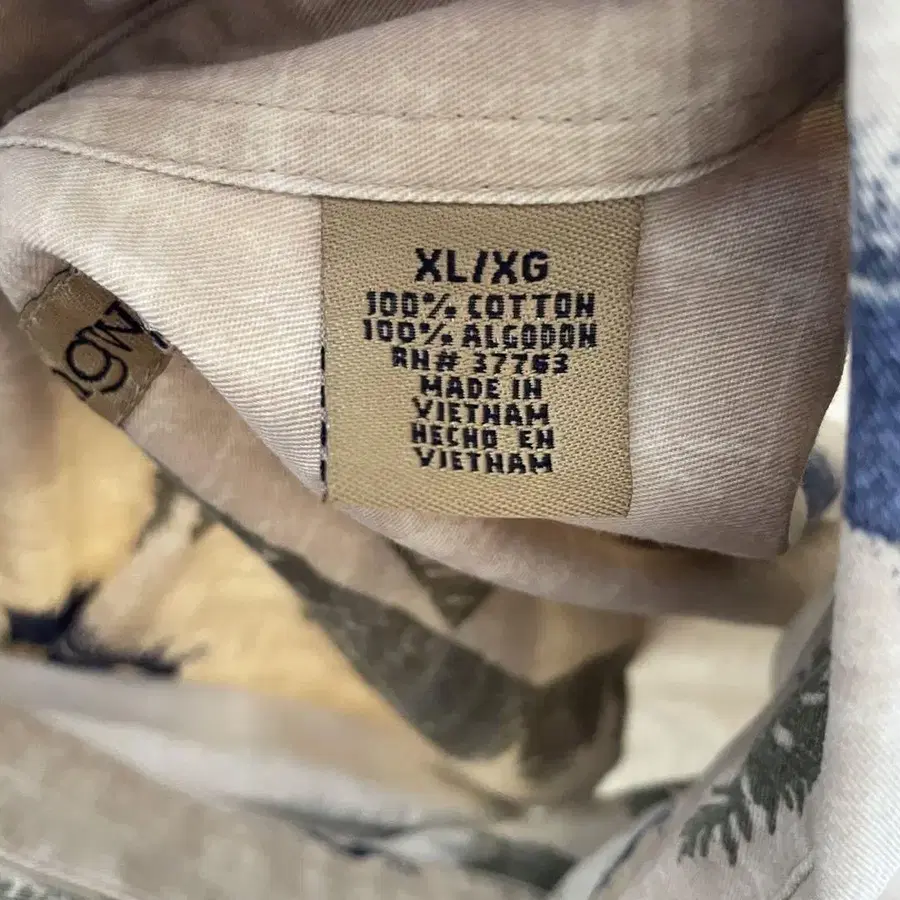 XL/XG
100% COTTON
100% ALGODON
RN# 37763
MADE IN
VIETNAM
HECHO EN
VIETNAM